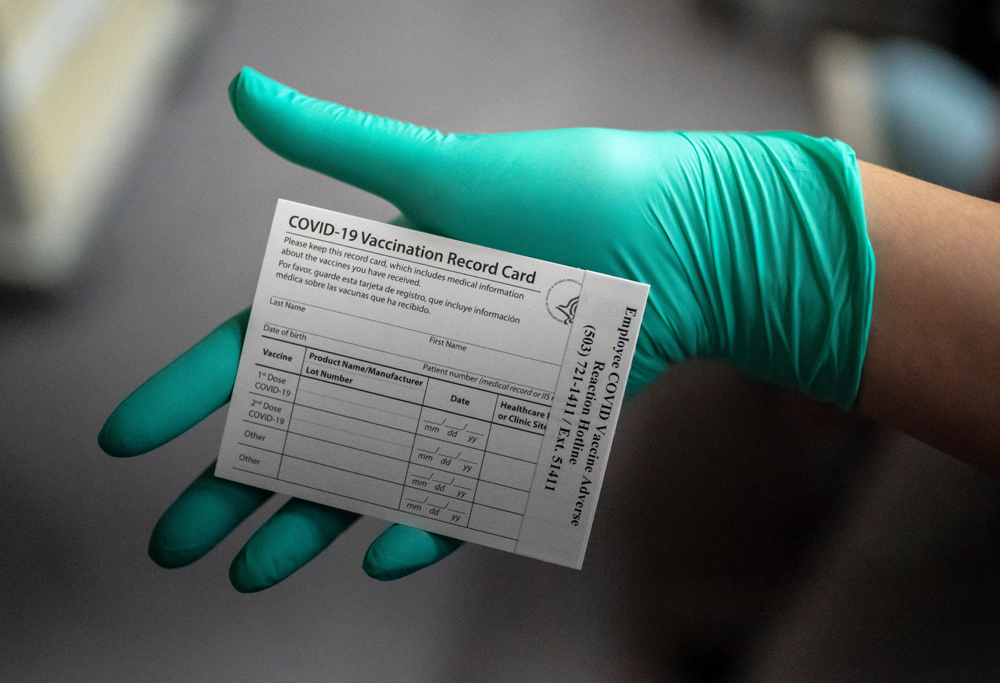 COVID-19 Vaccination Record Card
Please keep this record card, which includes medical information
about the vaccines you have received.
Por favor, guarde esta tarjeta de registro, que incluye información
médica sobre las vacunas que ha recibido.
Last Name
First Name
Date of birth
Patient number (medical record or IIS
Vaccine
Product Name/Manufacturer
Lot Number
Date
Healthcare
or Clinic Site
1st Dose
COVID-19
mm dd yy
2nd Dose
COVID-19
mm dd yy
Other
mm dd yy
Other
mm dd yy
Employee COVID Vaccine Adverse
Reaction Hotline
(503) 721-1411 / Ext. 51411